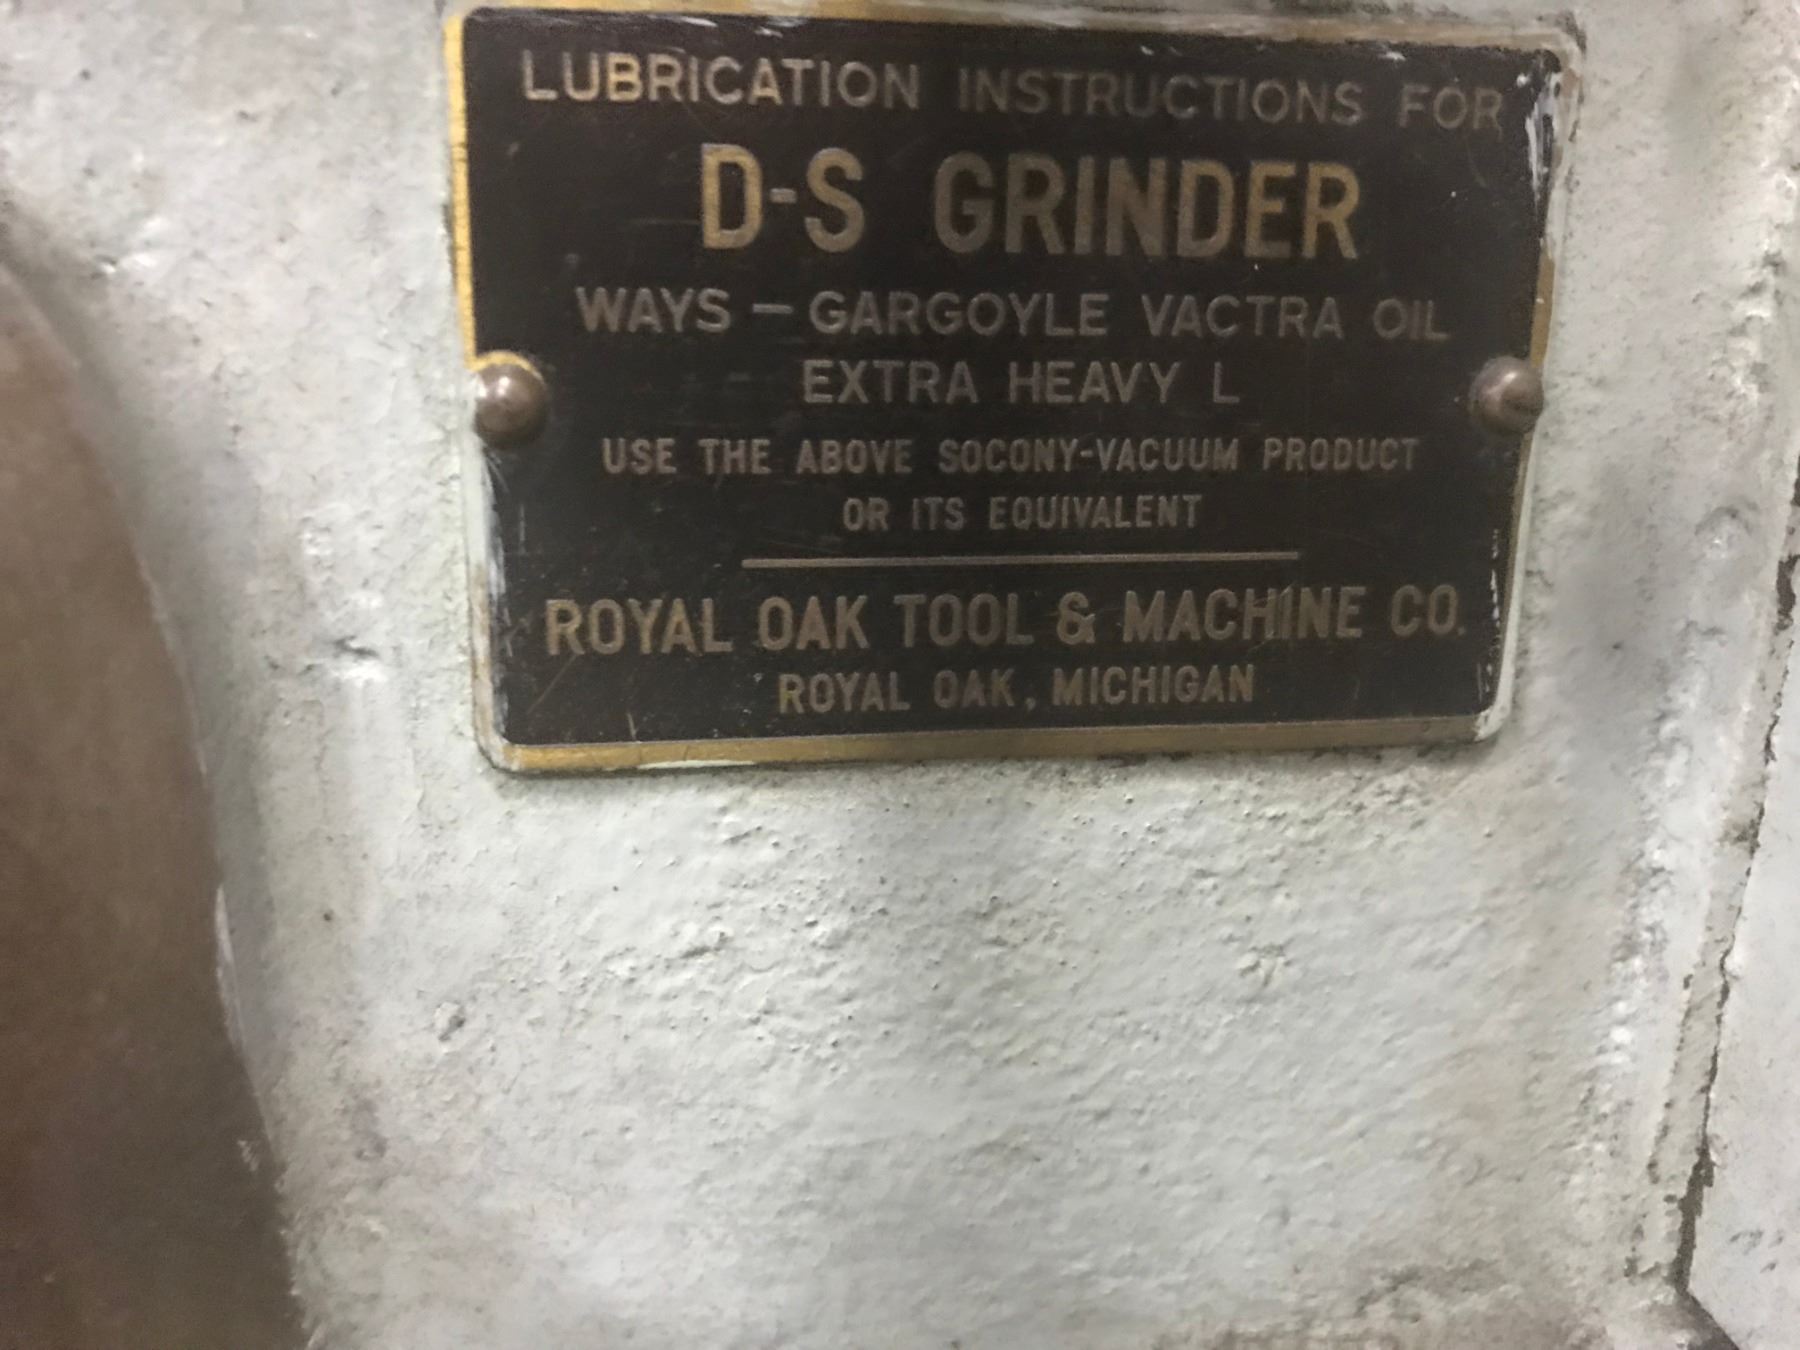 LUBRICATION INSTRUCTIONS FOR
D-S GRINDER
WAYS — GARGOYLE VACTRA OIL
EXTRA HEAVY L
USE THE ABOVE SOCONY-VACUUM PRODUCT
OR ITS EQUIVALENT
ROYAL OAK TOOL & MACHINE CO.
ROYAL OAK, MICHIGAN